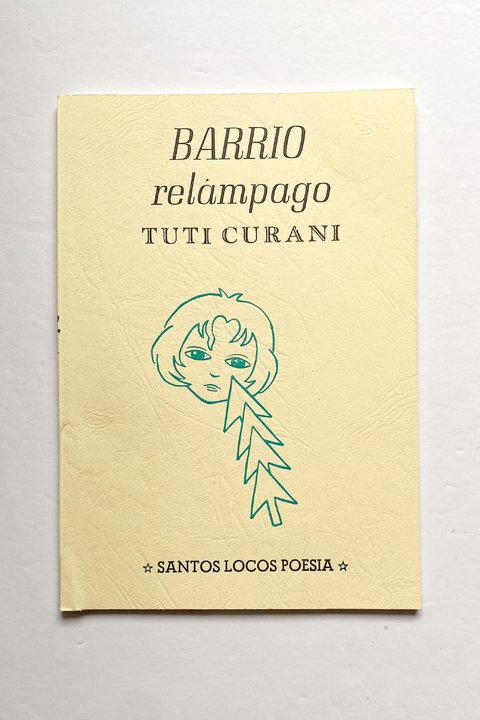 BARRIO
relámpago
TUTI CURANI
☆ SANTOS LOCOS POESIA ☆